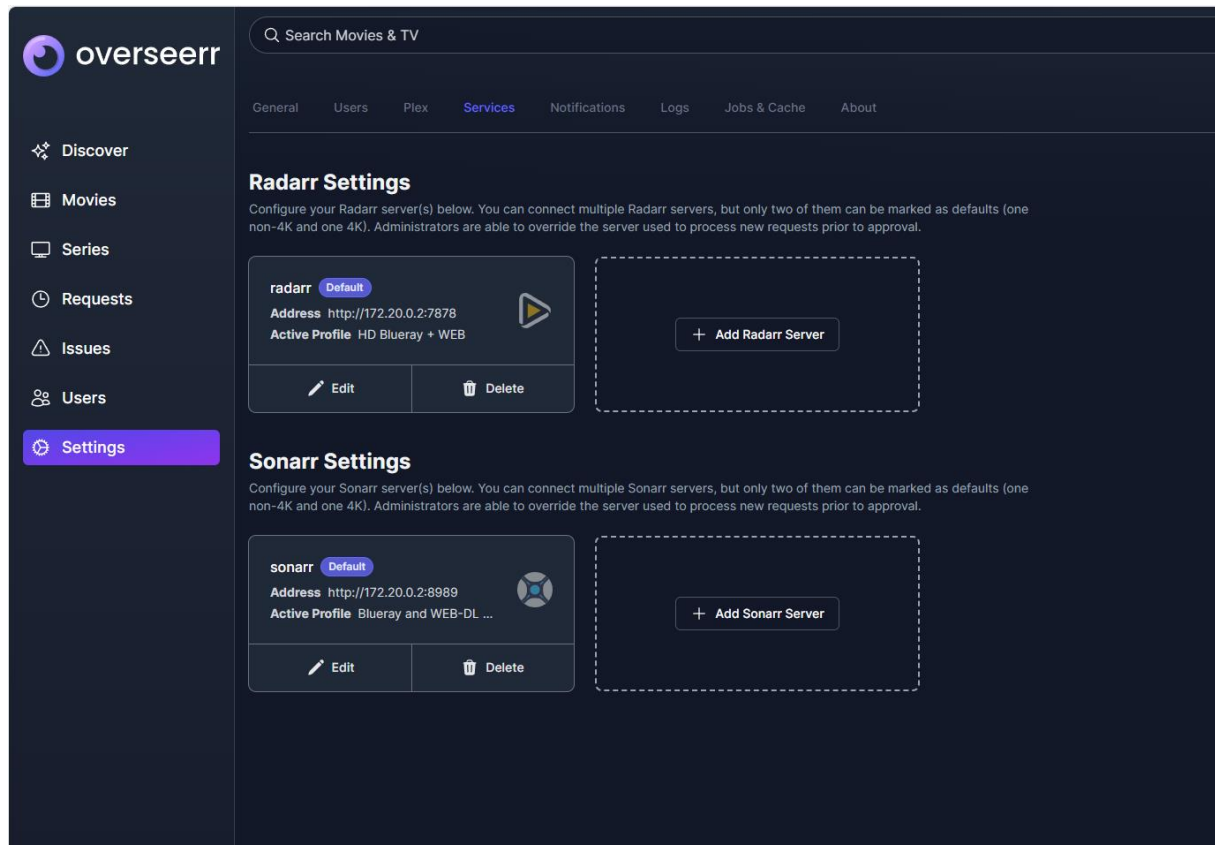 overseerr
Search Movies & TV
General Users Plex Services Notifications Logs Jobs & Cache About
Discover
Movies
Series
Requests
Issues
Users
Settings
Radarr Settings
Configure your Radarr server(s) below. You can connect multiple Radarr servers, but only two of them can be marked as defaults (one
non-4K and one 4K). Administrators are able to override the server used to process new requests prior to approval.
radarr Default
Address http://172.20.0.2:7878
Active Profile HD Blueray + WEB
Edit Delete
+ Add Radarr Server
Sonarr Settings
Configure your Sonarr server(s) below. You can connect multiple Sonarr servers, but only two of them can be marked as defaults (one
non-4K and one 4K). Administrators are able to override the server used to process new requests prior to approval.
sonarr Default
Address http://172.20.0.2:8989
Active Profile Blueray and WEB-DL ...
Edit Delete
+ Add Sonarr Server